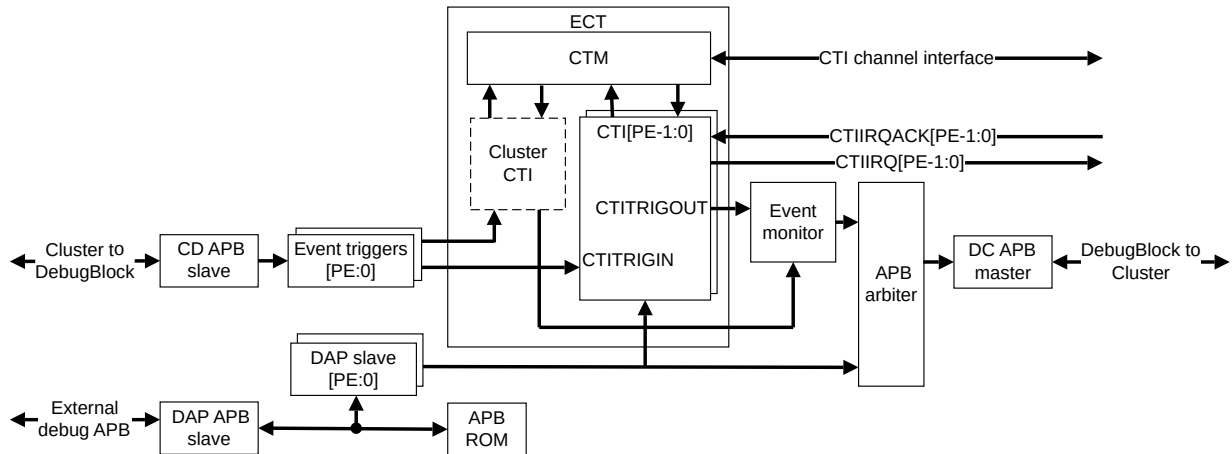 ECT
CTM
CTI channel interface
CTI[PE-1:0]
CTIIRQACK[PE-1:0]
CTIIRQ[PE-1:0]
Cluster
CTI
CTITRIGOUT
Event
monitor
Cluster to
DebugBlock
CD APB
slave
Event triggers
[PE:0]
CTITRIGIN
APB
arbiter
DC APB
master
DebugBlock to
Cluster
DAP slave
[PE:0]
External
debug APB
DAP APB
slave
APB
ROM